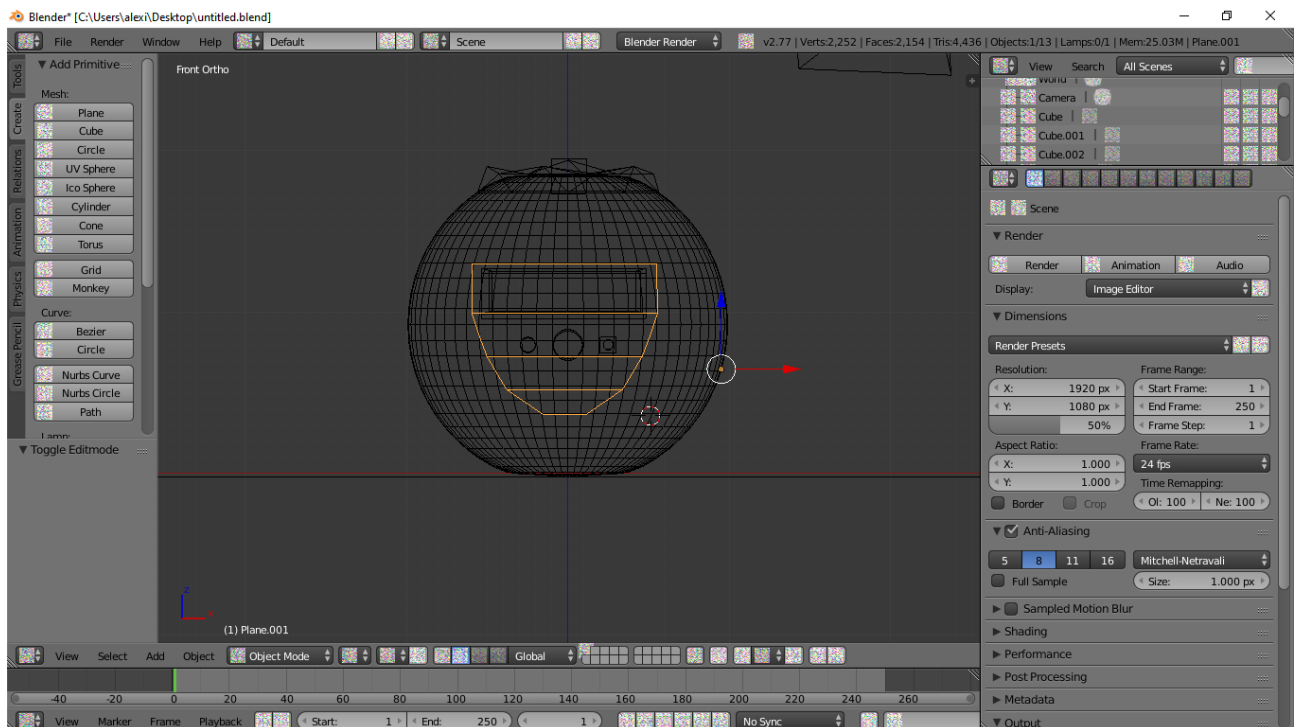 Blender* [C:\Users\alexi\Desktop\untitled.blend]
File Render Window Help Default Scene Blender Render v2.77 | Verts:2,252 | Faces:2,154 | Tris:4,436 | Objects:1/13 | Lamps:0/1 | Mem:25.03M | Plane.001
Tools
Create
Relations
Animation
Physics
Grease Pencil
Add Primitive
Mesh:
Plane
Cube
Circle
UV Sphere
Ico Sphere
Cylinder
Cone
Torus
Grid
Monkey
Curve:
Bezier
Circle
Nurbs Curve
Nurbs Circle
Path
Lamp:
Toggle Editmode
Front Ortho
z
x
(1) Plane.001
View Select Add Object Object Mode Global
-40 -20 0 20 40 60 80 100 120 140 160 180 200 220 240 260
View Marker Frame Playback Start: 1 End: 250 1 No Sync
View Search All Scenes
World
Camera
Cube
Cube.001
Cube.002
Scene
Render
Render Animation Audio
Display: Image Editor
Dimensions
Render Presets
Resolution: Frame Range:
X: 1920 px Start Frame: 1
Y: 1080 px End Frame: 250
50% Frame Step: 1
Aspect Ratio: Frame Rate:
X: 1.000 24 fps
Y: 1.000 Time Remapping:
Border Crop Ol: 100 Ne: 100
Anti-Aliasing
5 8 11 16 Mitchell-Netravali
Full Sample Size: 1.000 px
Sampled Motion Blur
Shading
Performance
Post Processing
Metadata
Output